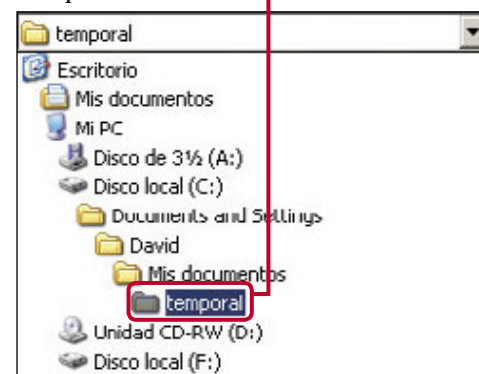 temporal
Escritorio
Mis documentos
Mi PC
Disco de 3½ (A:)
Disco local (C:)
Documents and Settings
David
Mis documentos
temporal
Unidad CD-RW (D:)
Disco local (F:)